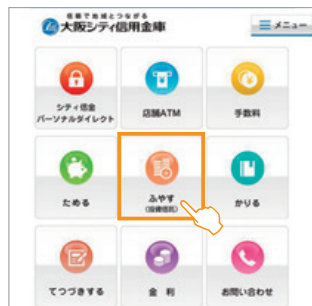 信頼で地域とつながる
大阪シティ信用金庫
メニュー
シティ信金
パーソナルダイレクト
店舗ATM
手数料
ためる
ふやす
(投資信託)
かりる
てつづきする
金 利
お問い合わせ